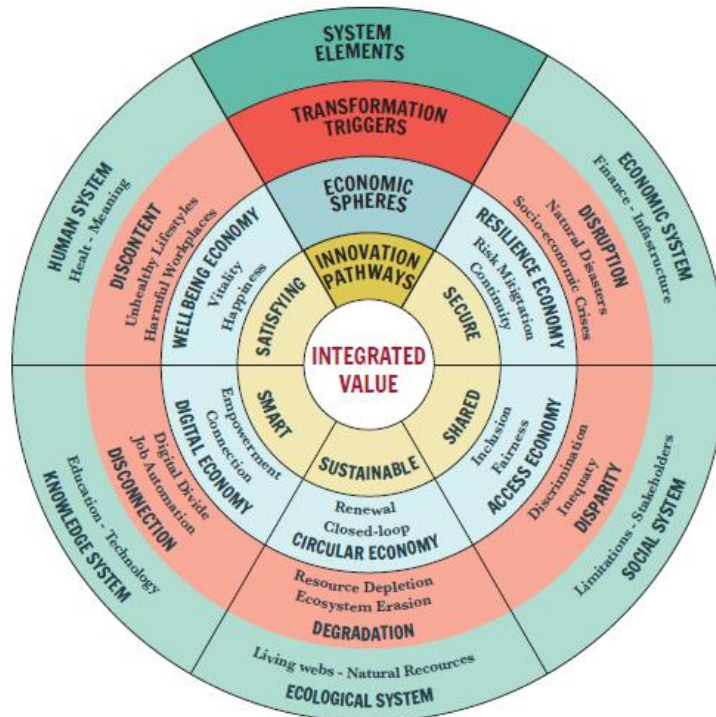 SYSTEM
ELEMENTS
TRANSFORMATION
TRIGGERS
ECONOMIC
SPHERES
INNOVATION
PATHWAYS
INTEGRATED
VALUE
ECONOMIC SYSTEM
Finance - Infastructure
DISRUPTION
Natural Disasters
Socio-economic Crises
RESILIENCE ECONOMY
Risk Mitigtation
Continuity
SECURE
SHARED
Inclusion
Fairness
ACCESS ECONOMY
Discrimination
Inequaty
DISPARITY
Limitations - Stakeholders
SOCIAL SYSTEM
SUSTAINABLE
Renewal
Closed-loop
CIRCULAR ECONOMY
Resource Depletion
Ecosystem Erasion
DEGRADATION
Living webs - Natural Recources
ECOLOGICAL SYSTEM
SMART
Empowerment
Connection
DIGITAL ECONOMY
Digital Divide
Job Automation
DISCONNECTION
Education - Technology
KNOWLEDGE SYSTEM
HUMAN SYSTEM
Healt - Meaning
DISCONTENT
Unhealthy Lifestyles
Harmful Workplaces
WELLBEING ECONOMY
Vitality
Happiness
SATISFYING